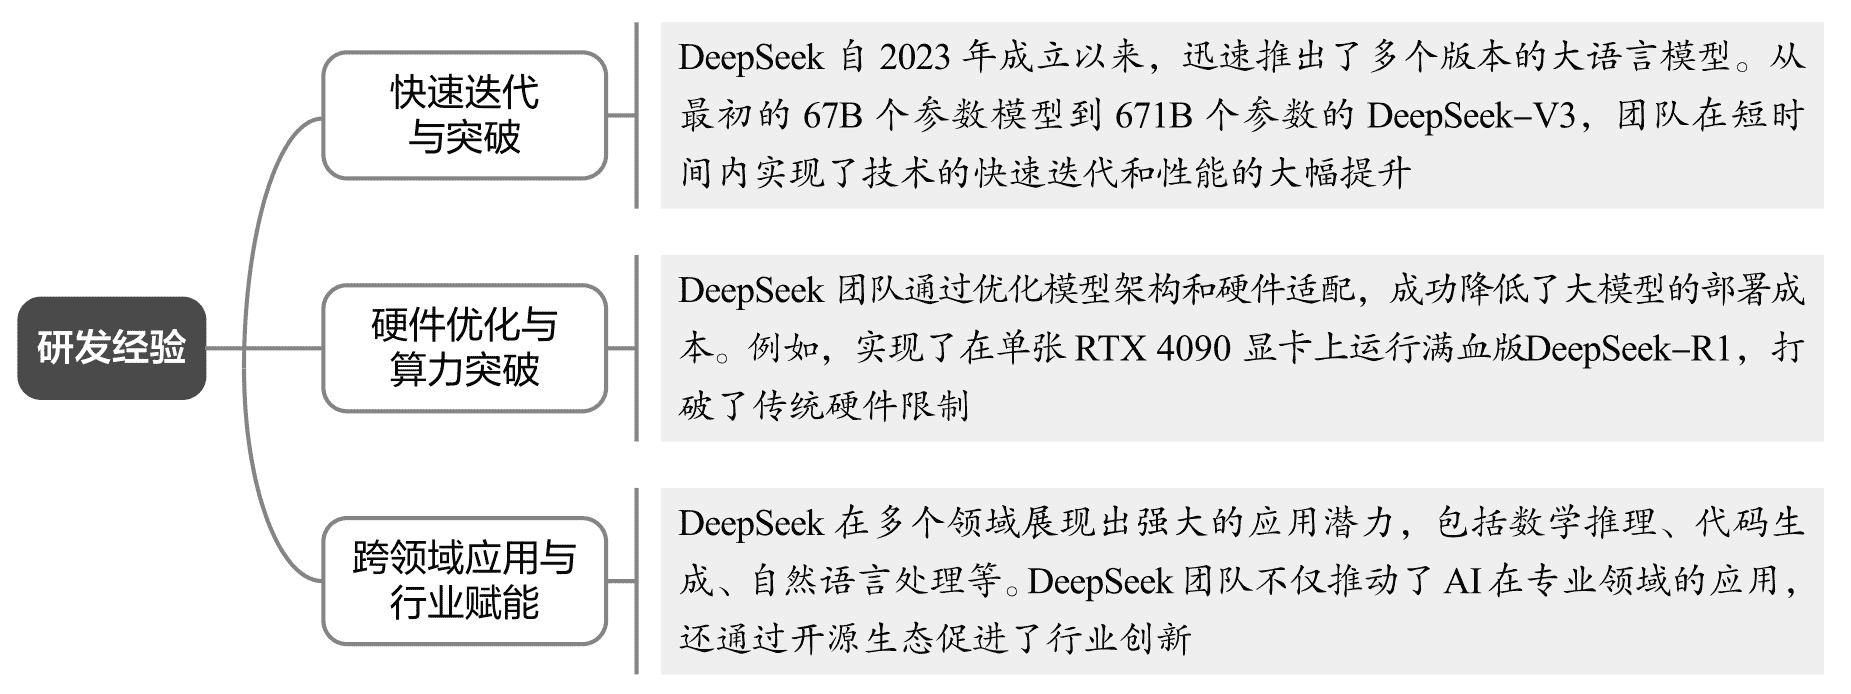 研发经验
快速迭代
与突破
DeepSeek 自 2023 年成立以来，迅速推出了多个版本的大语言模型。从
最初的 67B 个参数模型到 671B 个参数的 DeepSeek–V3，团队在短时
间内实现了技术的快速迭代和性能的大幅提升
硬件优化与
算力突破
DeepSeek 团队通过优化模型架构和硬件适配，成功降低了大模型的部署成
本。例如，实现了在单张 RTX 4090 显卡上运行满血版DeepSeek–R1，打
破了传统硬件限制
跨领域应用与
行业赋能
DeepSeek 在多个领域展现出强大的应用潜力，包括数学推理、代码生
成、自然语言处理等。DeepSeek 团队不仅推动了 AI 在专业领域的应用，
还通过开源生态促进了行业创新